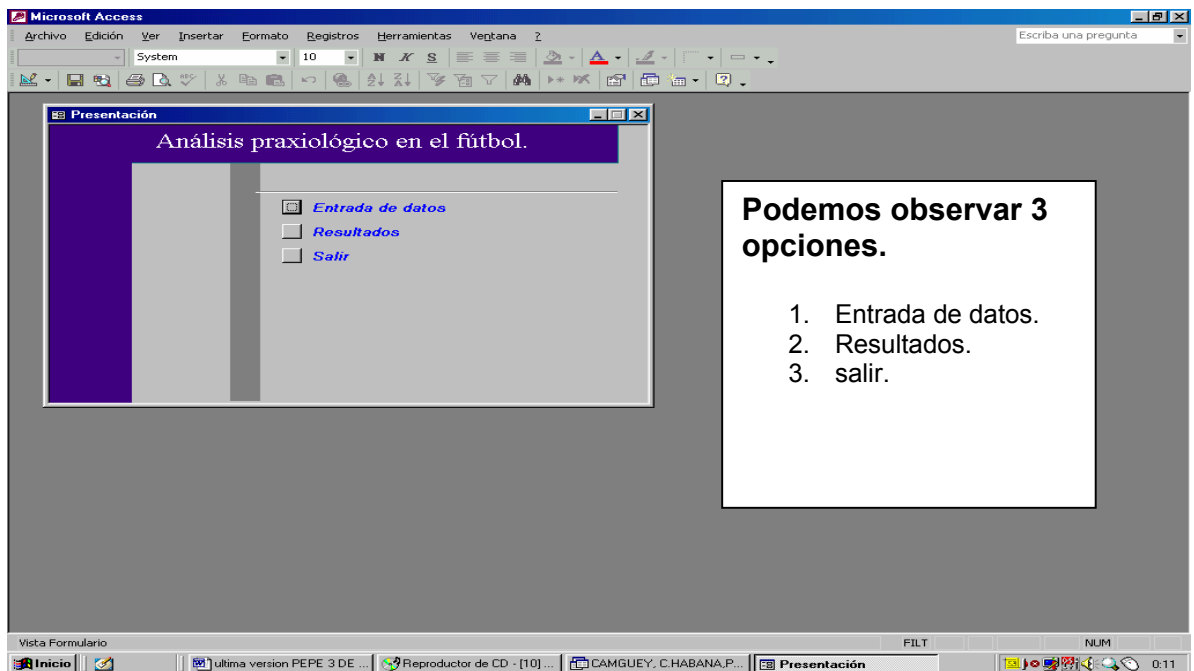 Microsoft Access
Archivo Edición Ver Insertar Formato Registros Herramientas Ventana ? Escriba una pregunta
System 10 N K S
Presentación
Análisis praxiológico en el fútbol.
Entrada de datos
Resultados
Salir
Podemos observar 3
opciones.
1. Entrada de datos.
2. Resultados.
3. salir.
Vista Formulario FILT NUM
Inicio ultima version PEPE 3 DE ... Reproductor de CD - [10] ... CAMGUEY, C.HABANA,P... Presentación 0:11